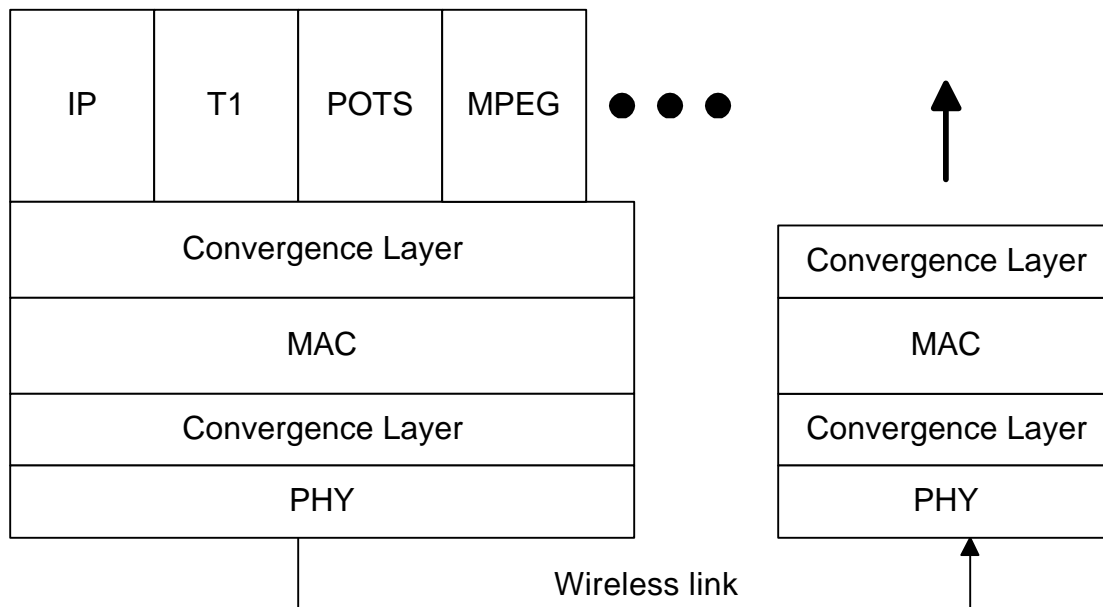 IP T1 POTS MPEG
Convergence Layer
MAC
Convergence Layer
PHY
Convergence Layer
MAC
Convergence Layer
PHY
Wireless link